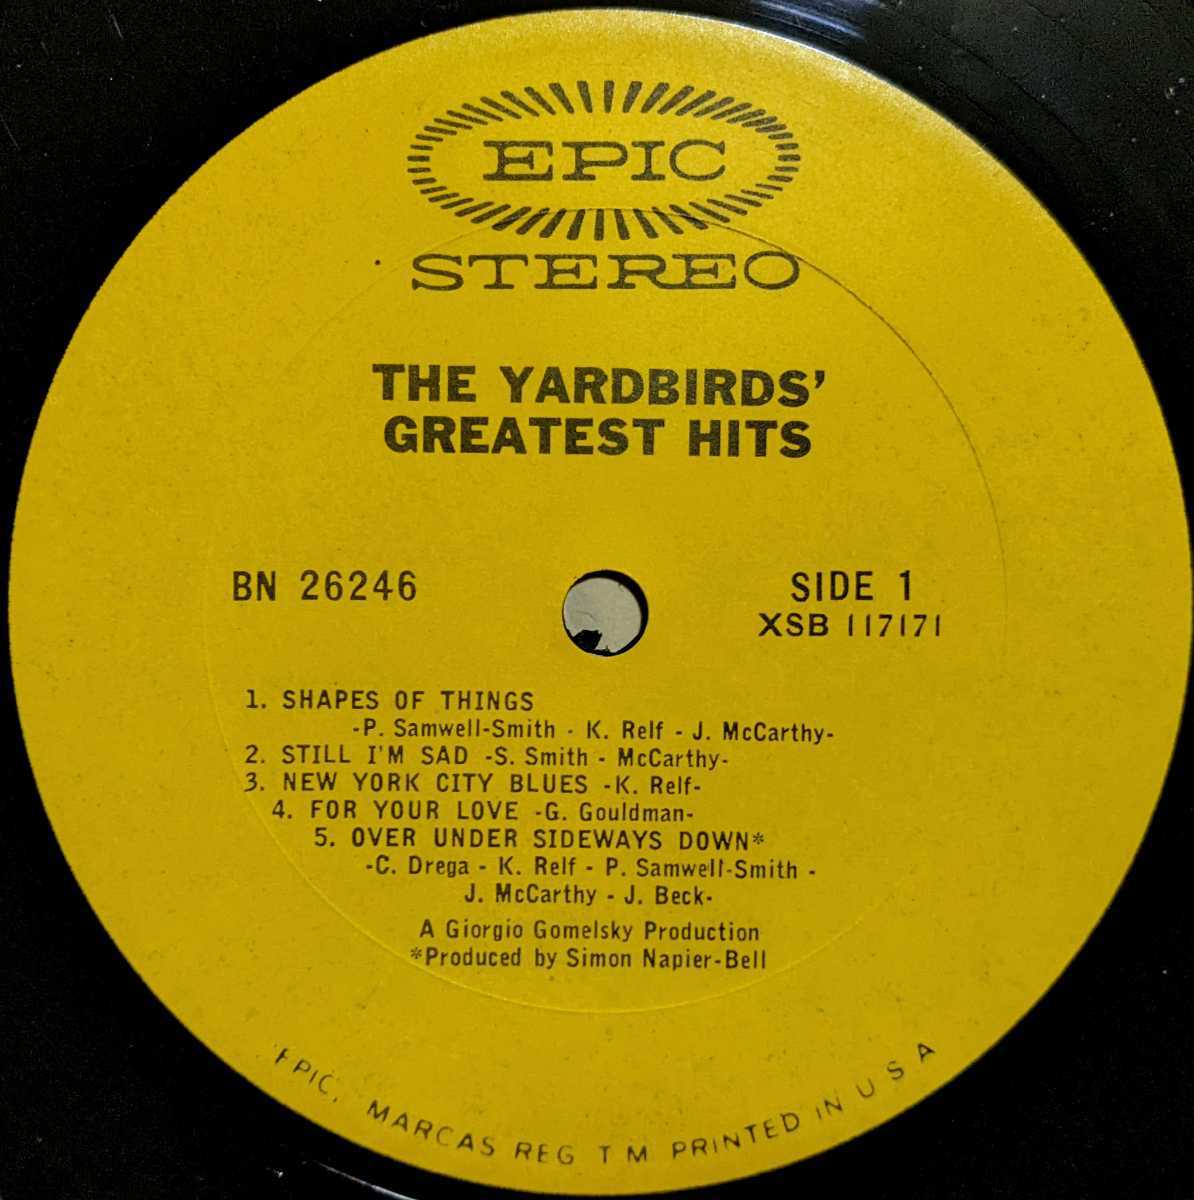 EPIC
STEREO
THE YARDBIRDS'
GREATEST HITS
BN 26246
SIDE 1
XSB 117171
1. SHAPES OF THINGS
-P. Samwell-Smith - K. Relf - J. McCarthy-
2. STILL I'M SAD -S. Smith - McCarthy-
3. NEW YORK CITY BLUES -K. Relf-
4. FOR YOUR LOVE -G. Gouldman-
5. OVER UNDER SIDEWAYS DOWN*
-C. Drega - K. Relf - P. Samwell-Smith -
J. McCarthy - J. Beck-
A Giorgio Gomelsky Production
*Produced by Simon Napier-Bell
EPIC, MARCAS REG T M PRINTED IN U S A